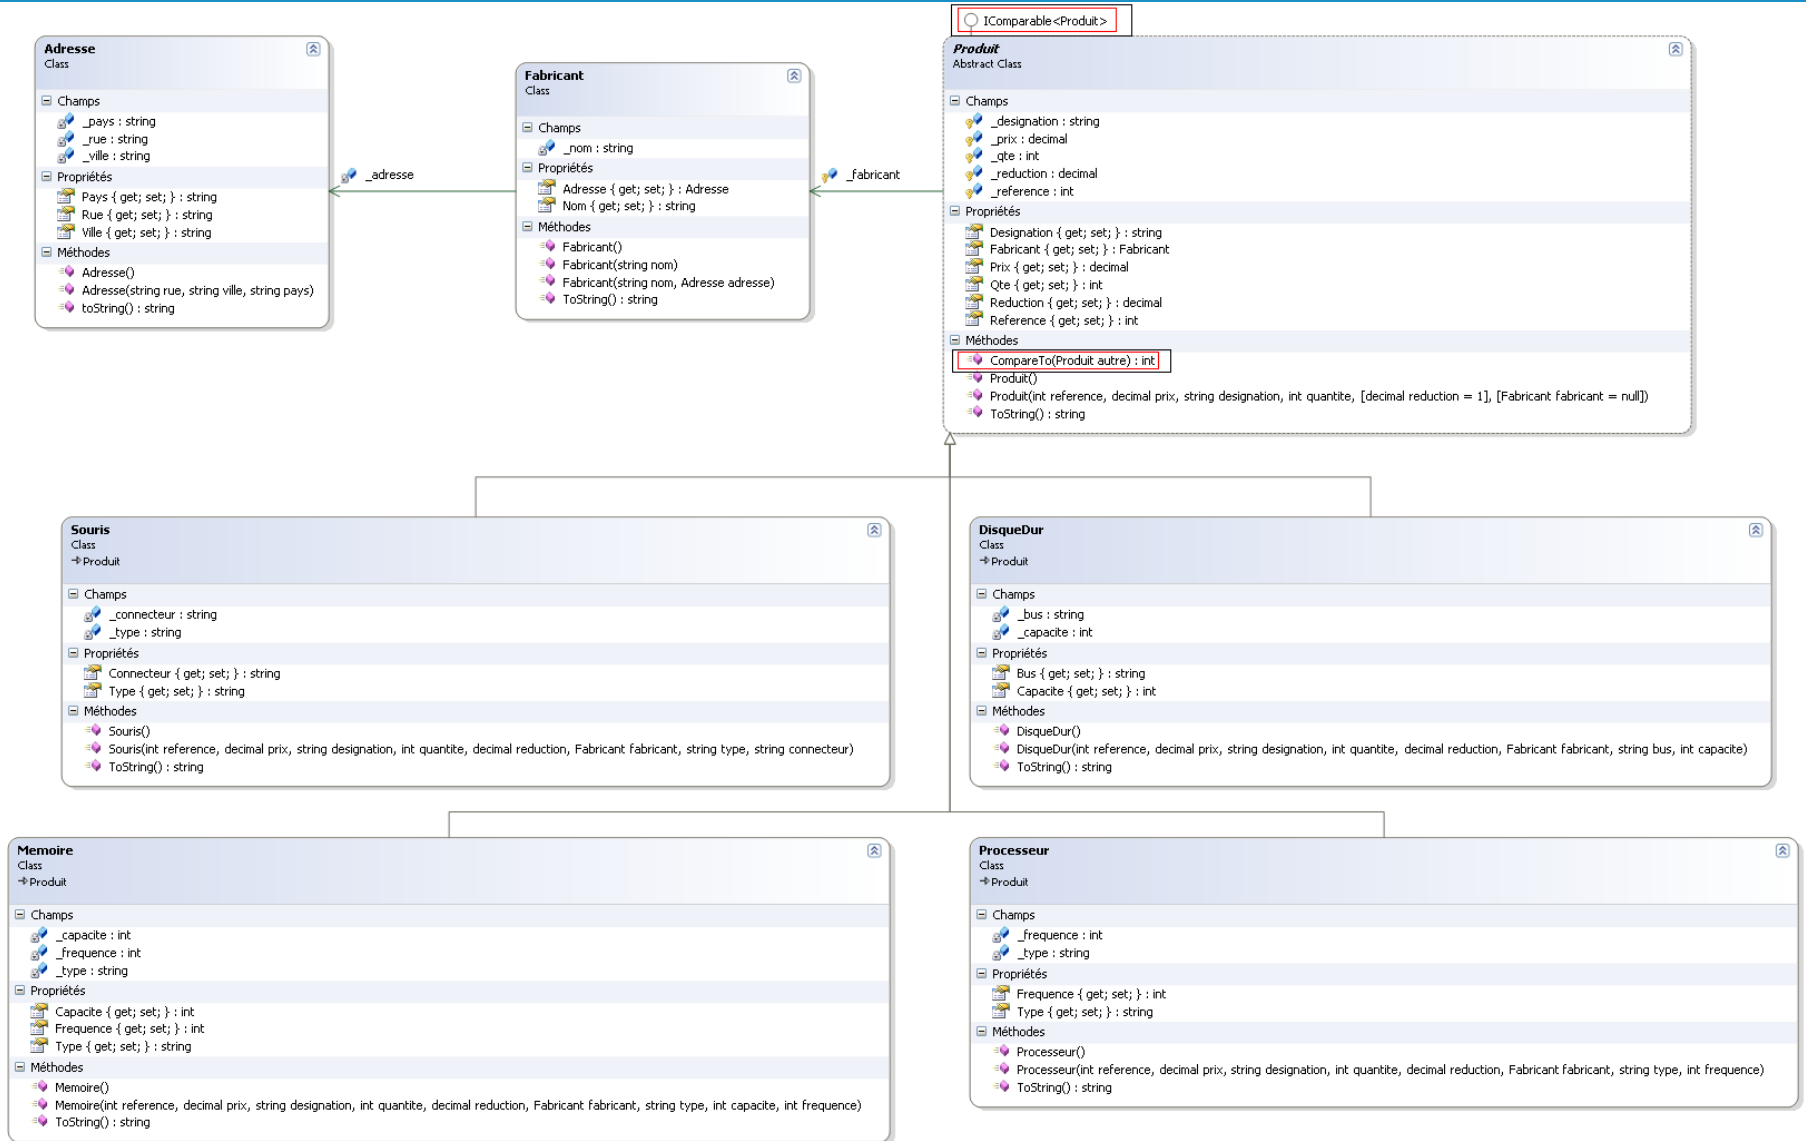 IComparable<Produit>
Adresse
Class
Champs
_pays : string
_rue : string
_ville : string
Propriétés
Pays { get; set; } : string
Rue { get; set; } : string
Ville { get; set; } : string
Méthodes
Adresse()
Adresse(string rue, string ville, string pays)
toString() : string
_adresse
Fabricant
Class
Champs
_nom : string
Propriétés
Adresse { get; set; } : Adresse
Nom { get; set; } : string
Méthodes
Fabricant()
Fabricant(string nom)
Fabricant(string nom, Adresse adresse)
ToString() : string
_fabricant
Produit
Abstract Class
Champs
_designation : string
_prix : decimal
_qte : int
_reduction : decimal
_reference : int
Propriétés
Designation { get; set; } : string
Fabricant { get; set; } : Fabricant
Prix { get; set; } : decimal
Qte { get; set; } : int
Reduction { get; set; } : decimal
Reference { get; set; } : int
Méthodes
CompareTo(Produit autre) : int
Produit()
Produit(int reference, decimal prix, string designation, int quantite, [decimal reduction = 1], [Fabricant fabricant = null])
ToString() : string
Souris
Class
Produit
Champs
_connecteur : string
_type : string
Propriétés
Connecteur { get; set; } : string
Type { get; set; } : string
Méthodes
Souris()
Souris(int reference, decimal prix, string designation, int quantite, decimal reduction, Fabricant fabricant, string type, string connecteur)
ToString() : string
DisqueDur
Class
Produit
Champs
_bus : string
_capacite : int
Propriétés
Bus { get; set; } : string
Capacite { get; set; } : int
Méthodes
DisqueDur()
DisqueDur(int reference, decimal prix, string designation, int quantite, decimal reduction, Fabricant fabricant, string bus, int capacite)
ToString() : string
Memoire
Class
Produit
Champs
_capacite : int
_frequence : int
_type : string
Propriétés
Capacite { get; set; } : int
Frequence { get; set; } : int
Type { get; set; } : string
Méthodes
Memoire()
Memoire(int reference, decimal prix, string designation, int quantite, decimal reduction, Fabricant fabricant, string type, int capacite, int frequence)
ToString() : string
Processeur
Class
Produit
Champs
_frequence : int
_type : string
Propriétés
Frequence { get; set; } : int
Type { get; set; } : string
Méthodes
Processeur()
Processeur(int reference, decimal prix, string designation, int quantite, decimal reduction, Fabricant fabricant, string type, int frequence)
ToString() : string